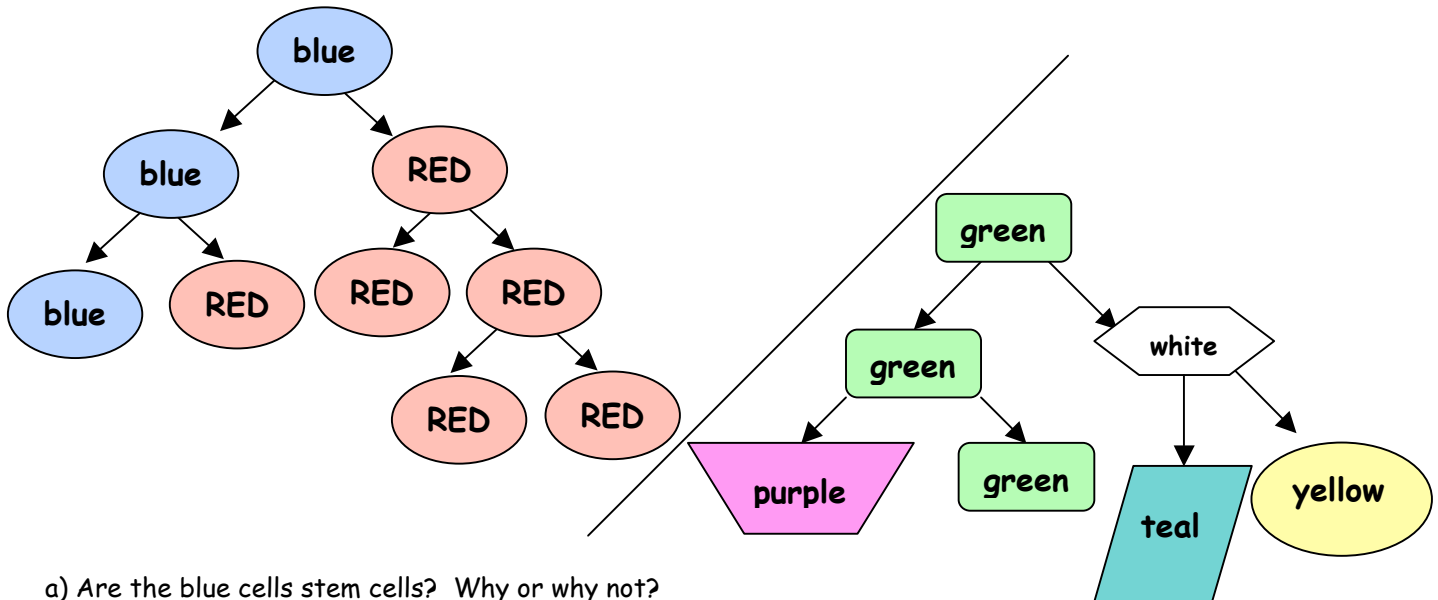 blue
blue
RED
blue
RED
RED
RED
RED
RED
green
green
white
purple
green
teal
yellow
a) Are the blue cells stem cells? Why or why not?